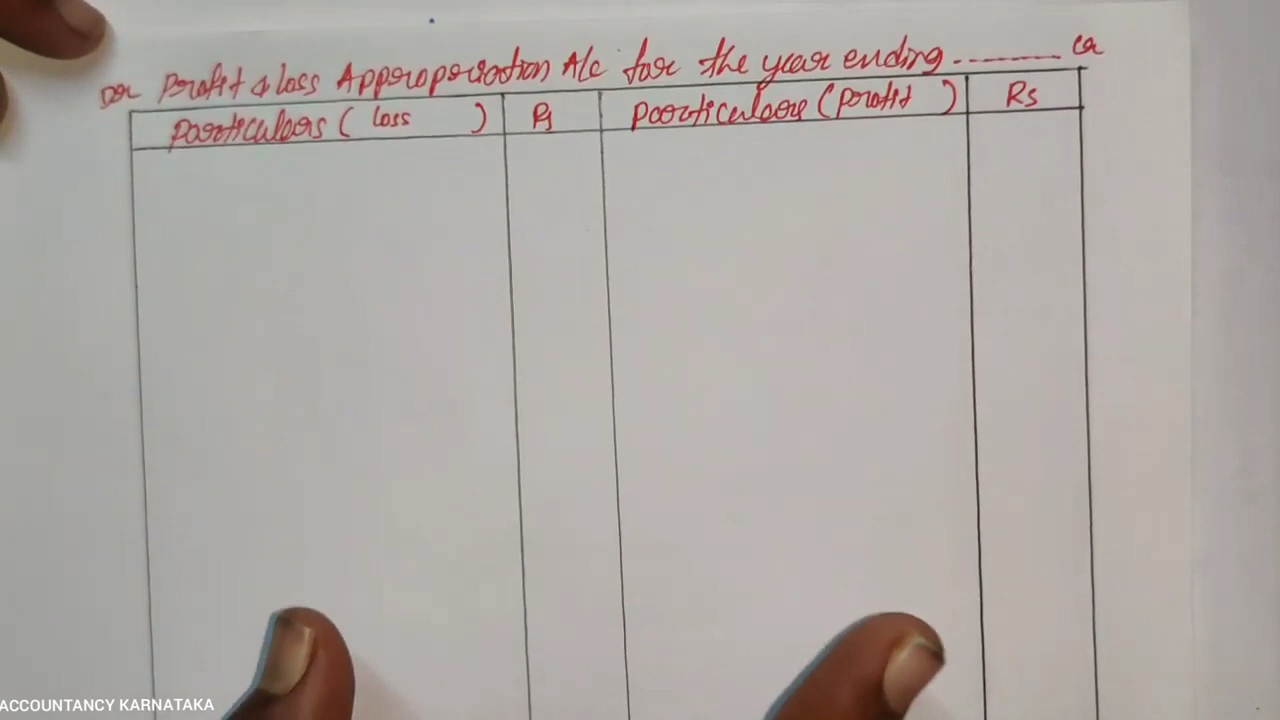 Dr Profit & loss Appropriation A/c for the year ending ........... Cr
Particulars ( loss ) Rs Particulars ( profit ) Rs
ACCOUNTANCY KARNATAKA